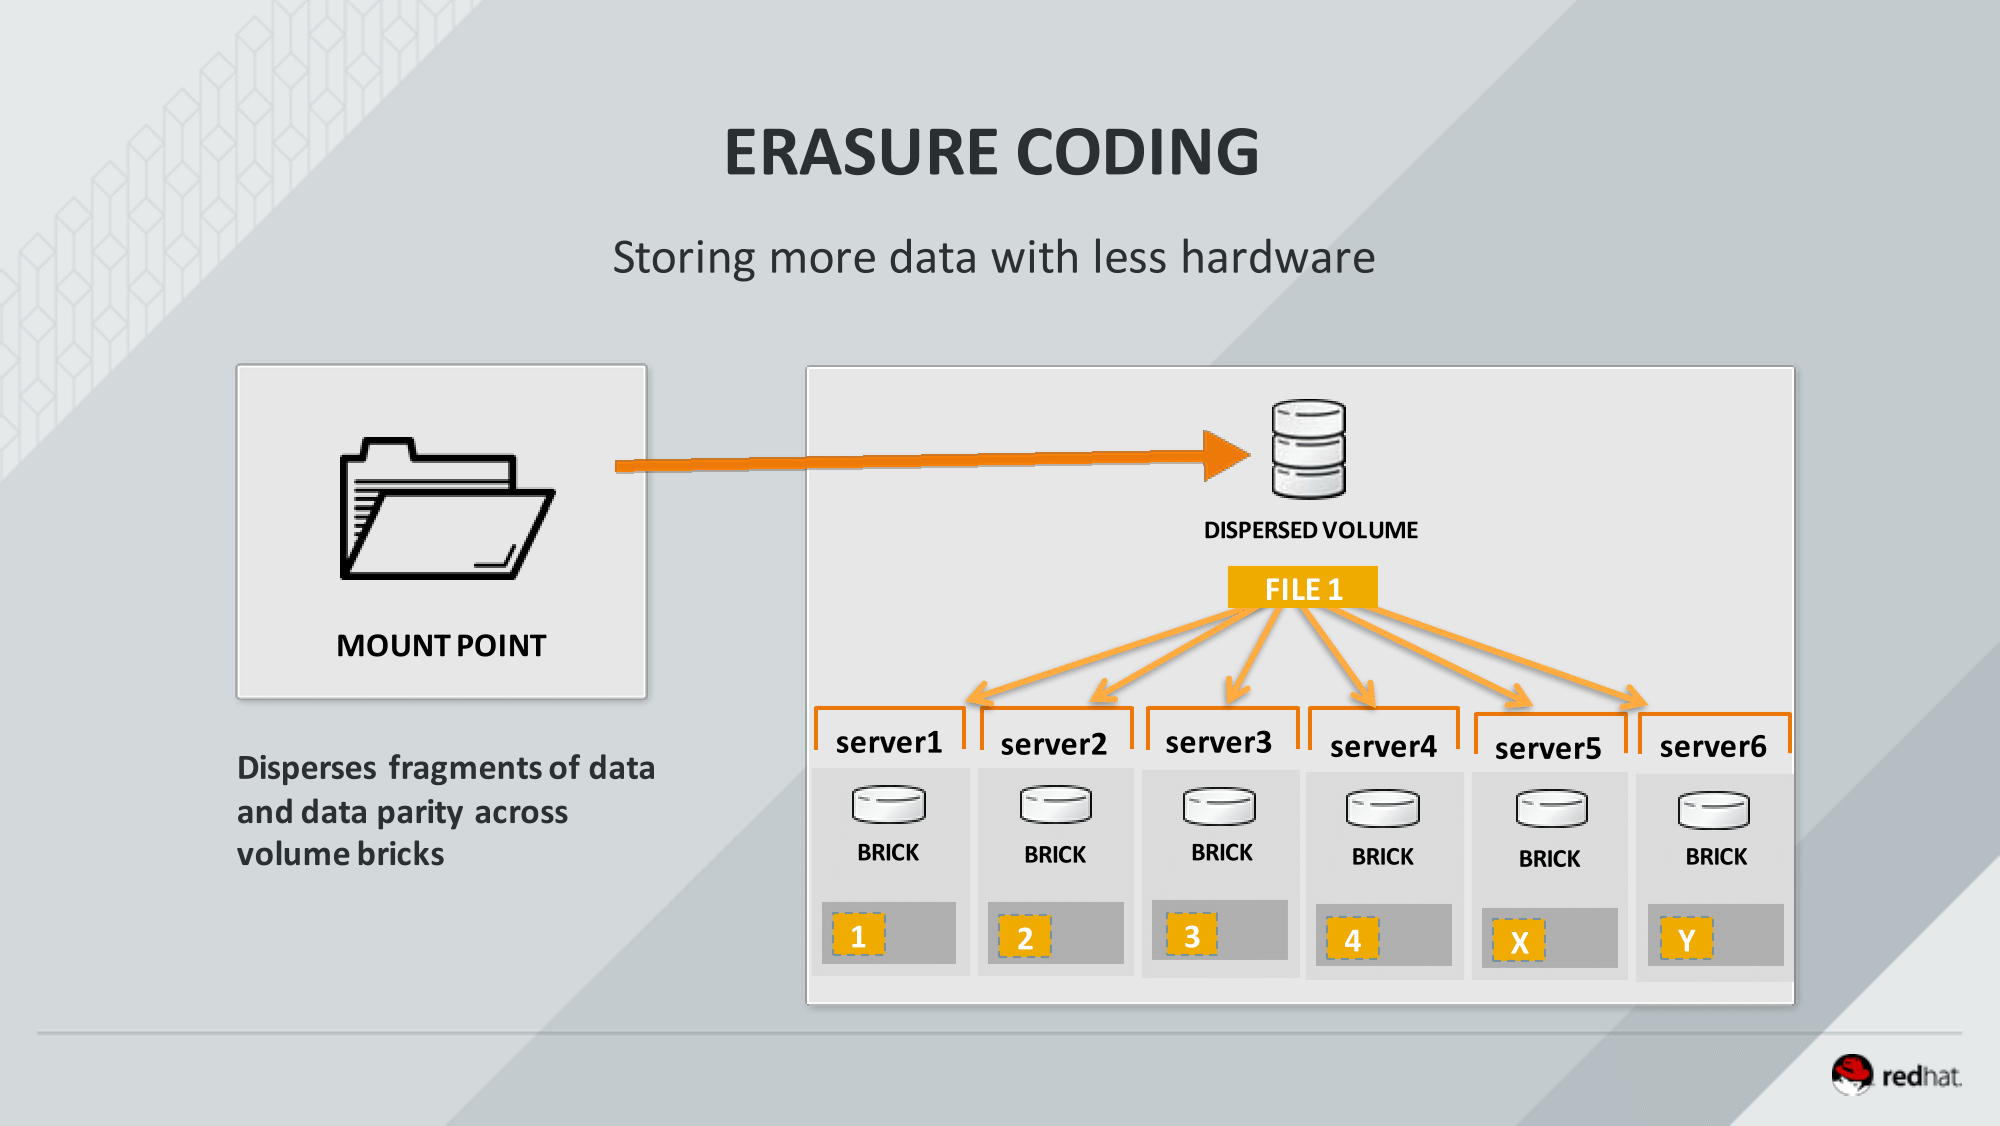 ERASURE CODING
Storing more data with less hardware
MOUNT POINT
Disperses fragments of data
and data parity across
volume bricks
DISPERSED VOLUME
FILE 1
server1 server2 server3 server4 server5 server6
BRICK BRICK BRICK BRICK BRICK BRICK
1 2 3 4 X Y
redhat.